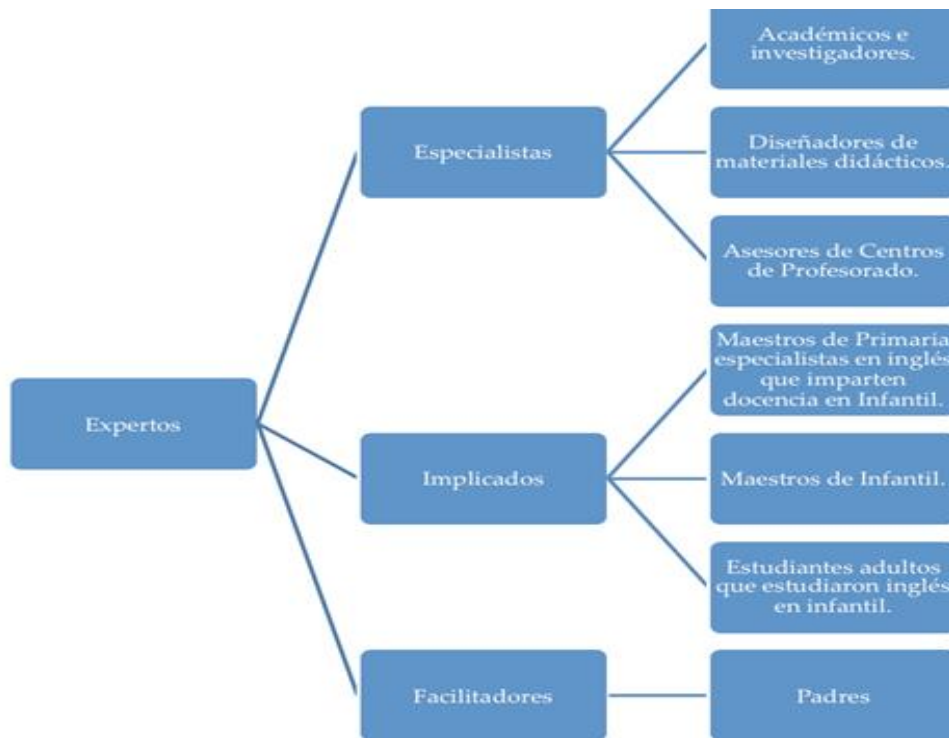 Académicos e
investigadores.
Especialistas
Diseñadores de
materiales didácticos.
Asesores de Centros
de Profesorado.
Maestros de Primaria
especialistas en inglés
que imparten
docencia en Infantil.
Expertos
Implicados
Maestros de Infantil.
Estudiantes adultos
que estudiaron inglés
en infantil.
Facilitadores
Padres